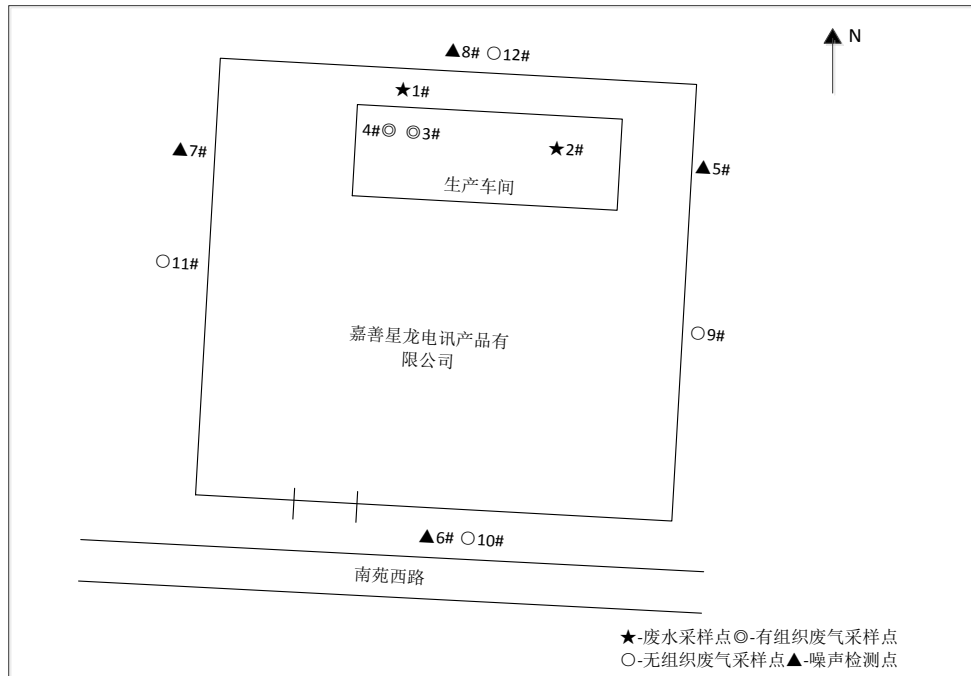 ▲8# ○12#
N
★1#
4#◎ ◎3#
★2#
▲7#
▲5#
生产车间
○11#
○9#
嘉善星龙电讯产品有
限公司
▲6# ○10#
南苑西路
★-废水采样点◎-有组织废气采样点
○-无组织废气采样点▲-噪声检测点